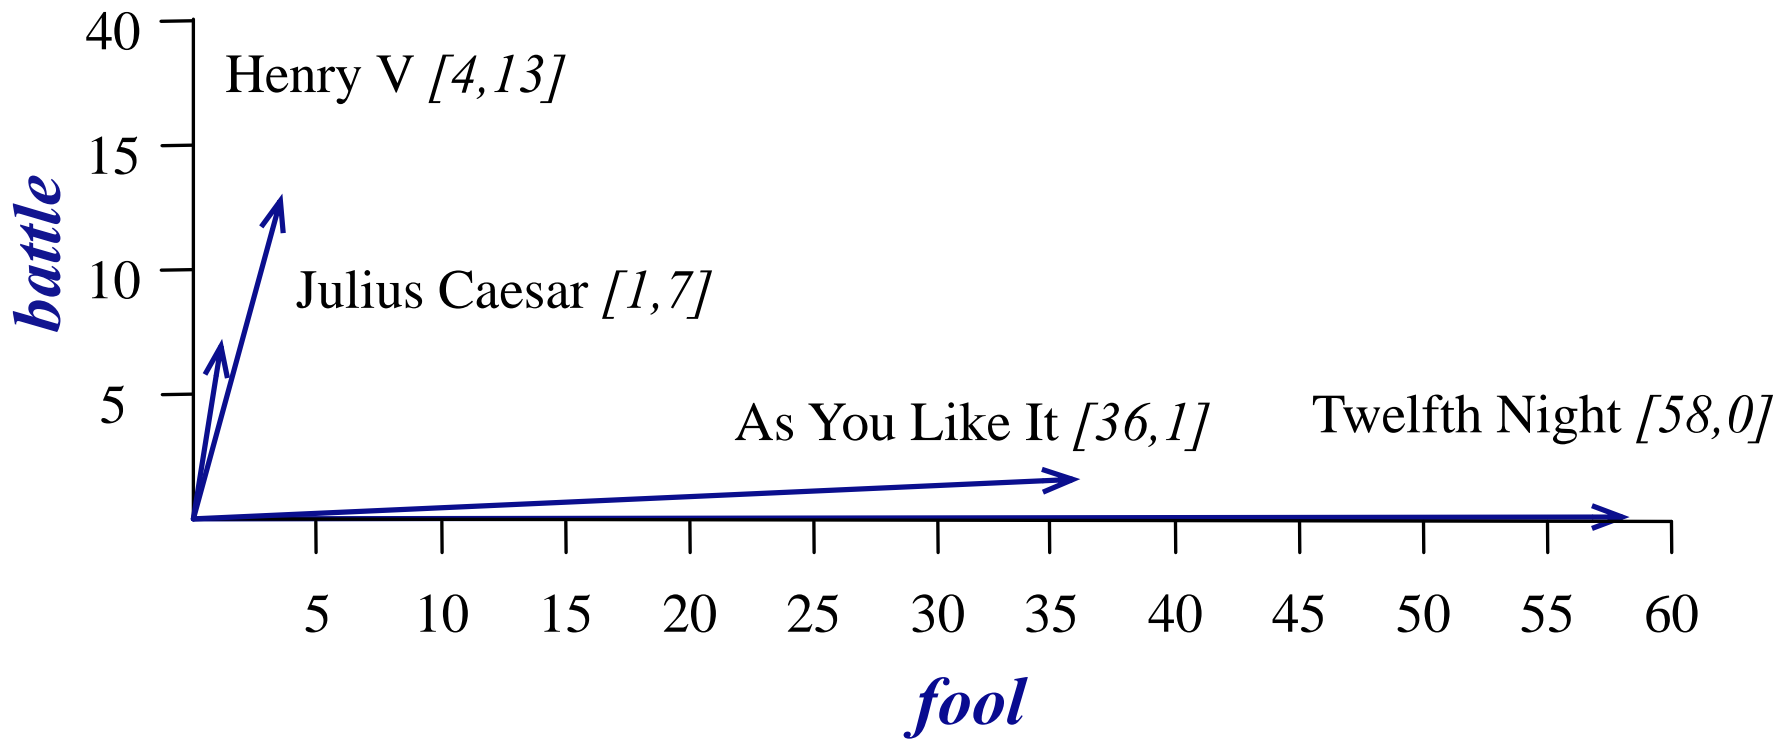 40
Henry V [4,13]
15
battle
10
Julius Caesar [1,7]
5
As You Like It [36,1]
Twelfth Night [58,0]
5 10 15 20 25 30 35 40 45 50 55 60
fool